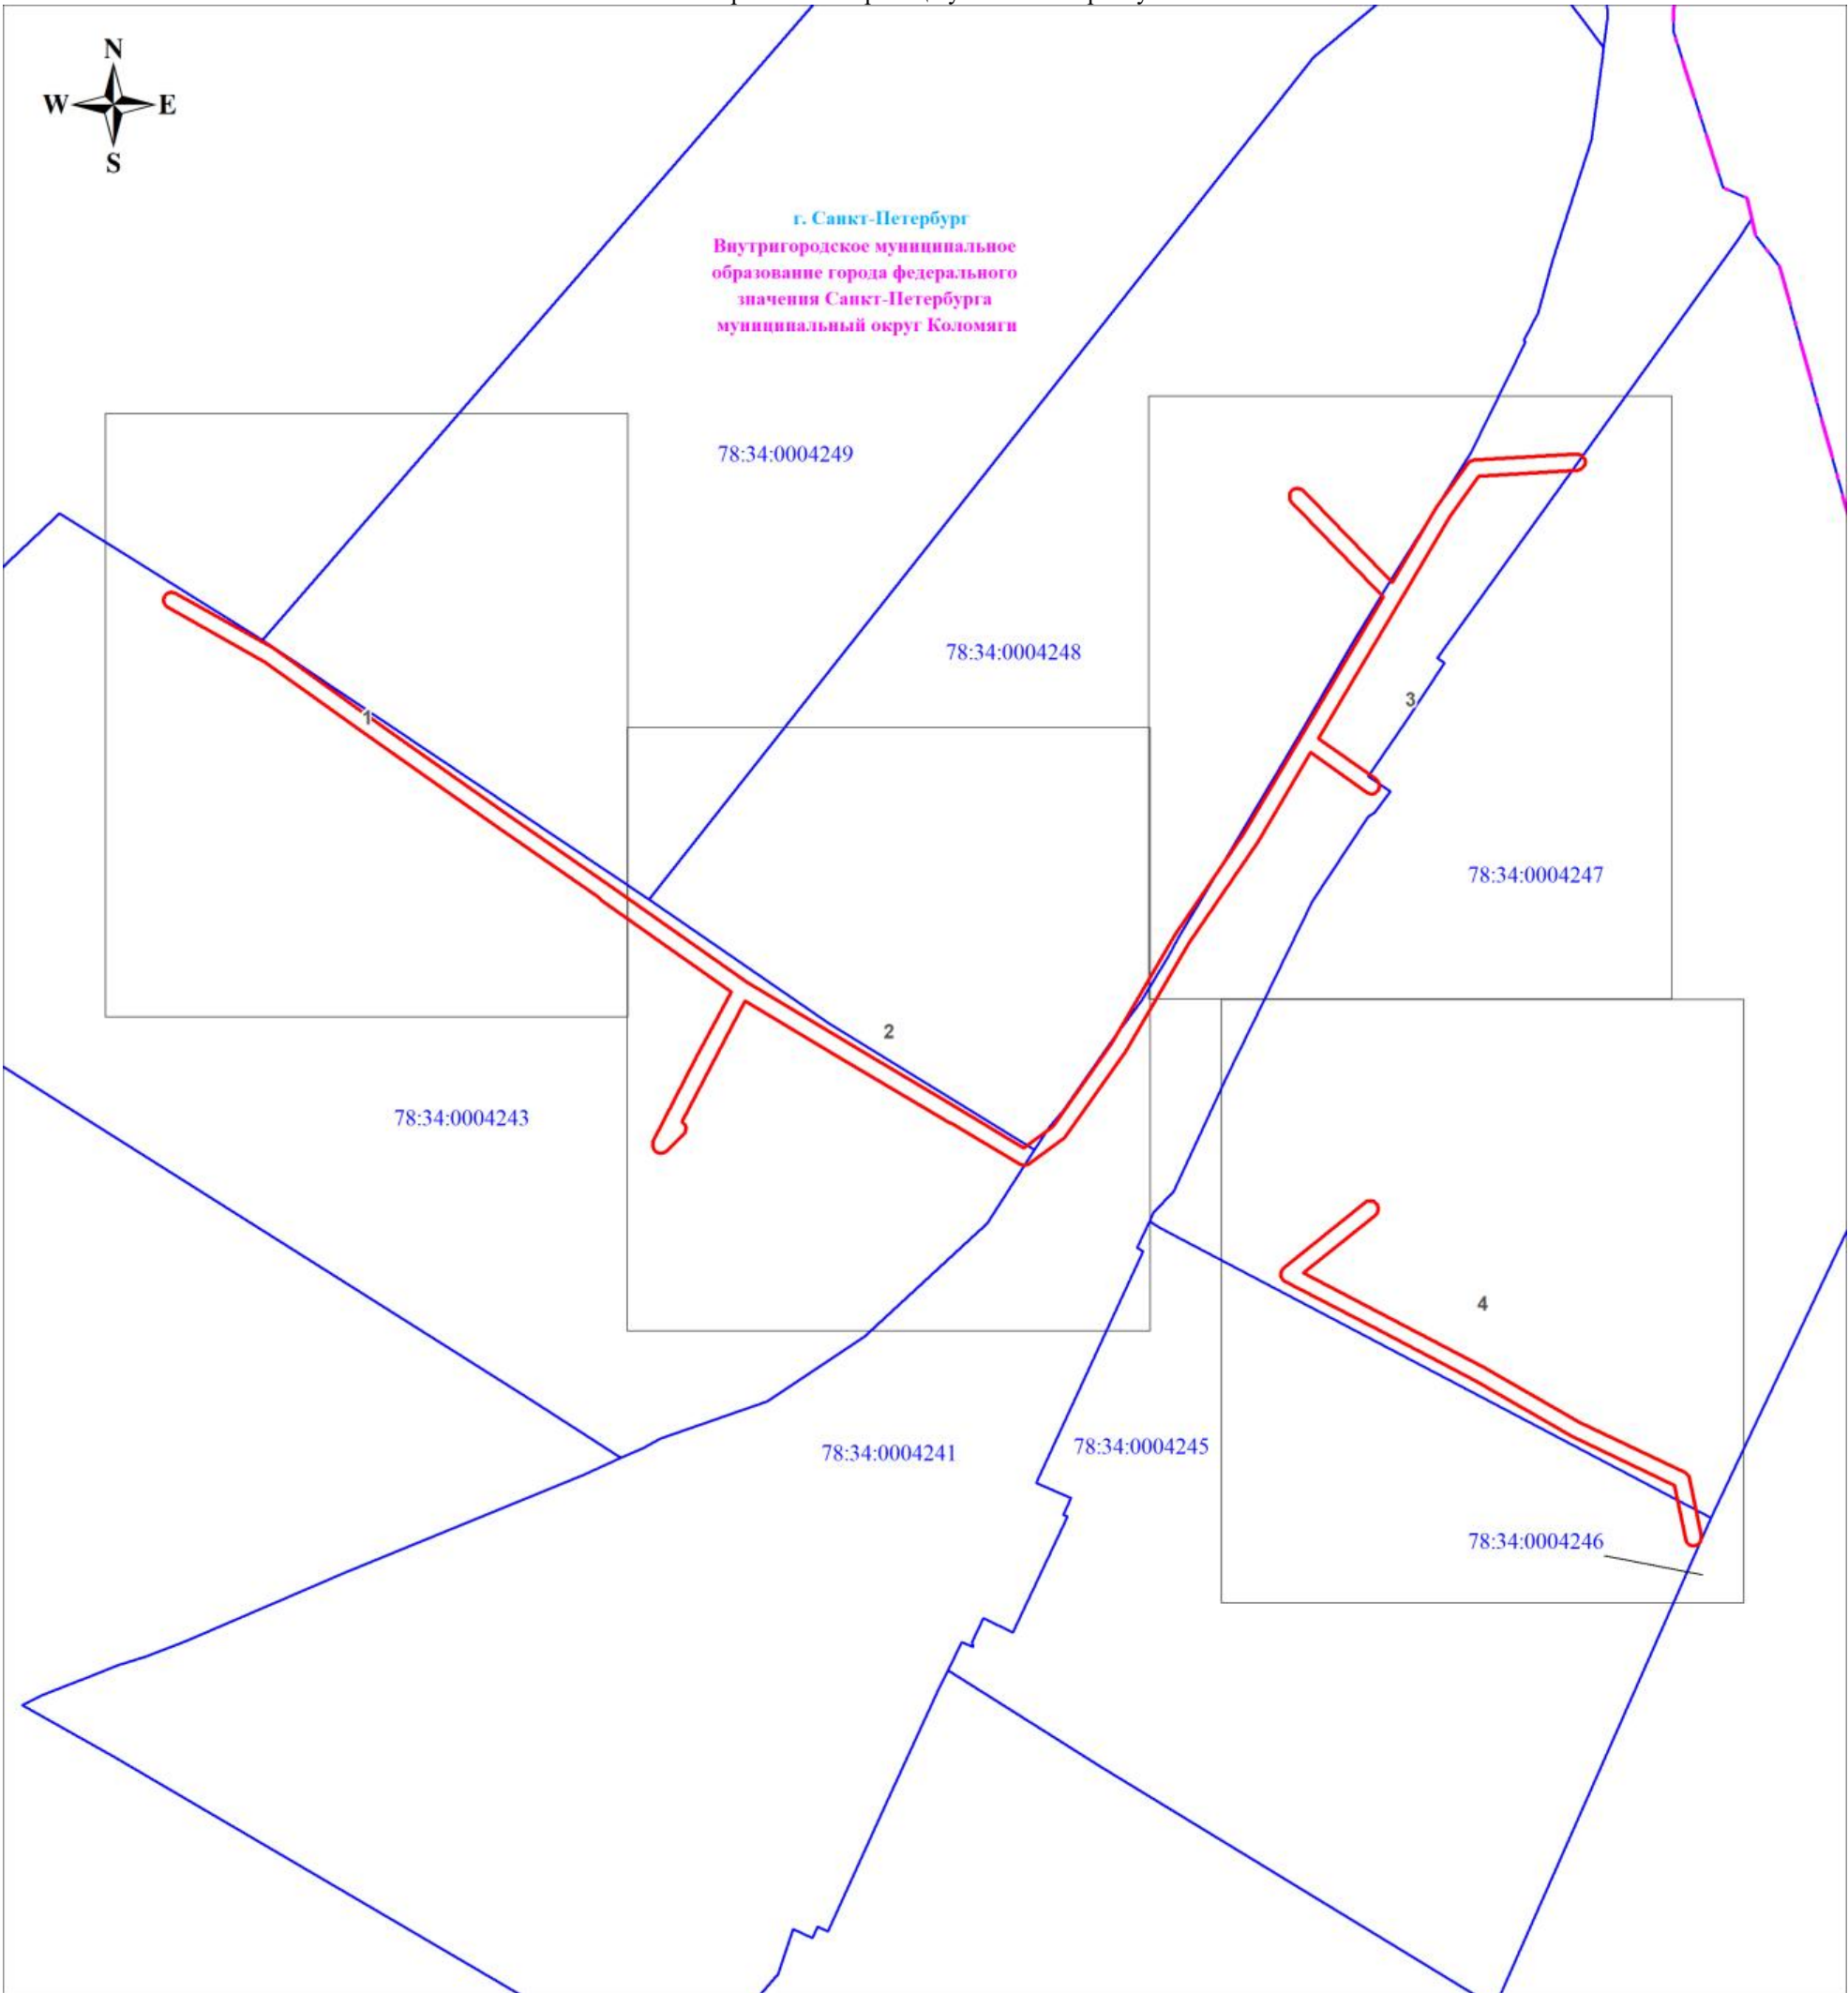 N
W E
S
г. Санкт-Петербург
Внутригородское муниципальное
образование города федерального
значения Санкт-Петербурга
муниципальный округ Коломяги
78:34:0004249
78:34:0004248
3
1
78:34:0004247
2
78:34:0004243
4
78:34:0004245
78:34:0004241
78:34:0004246